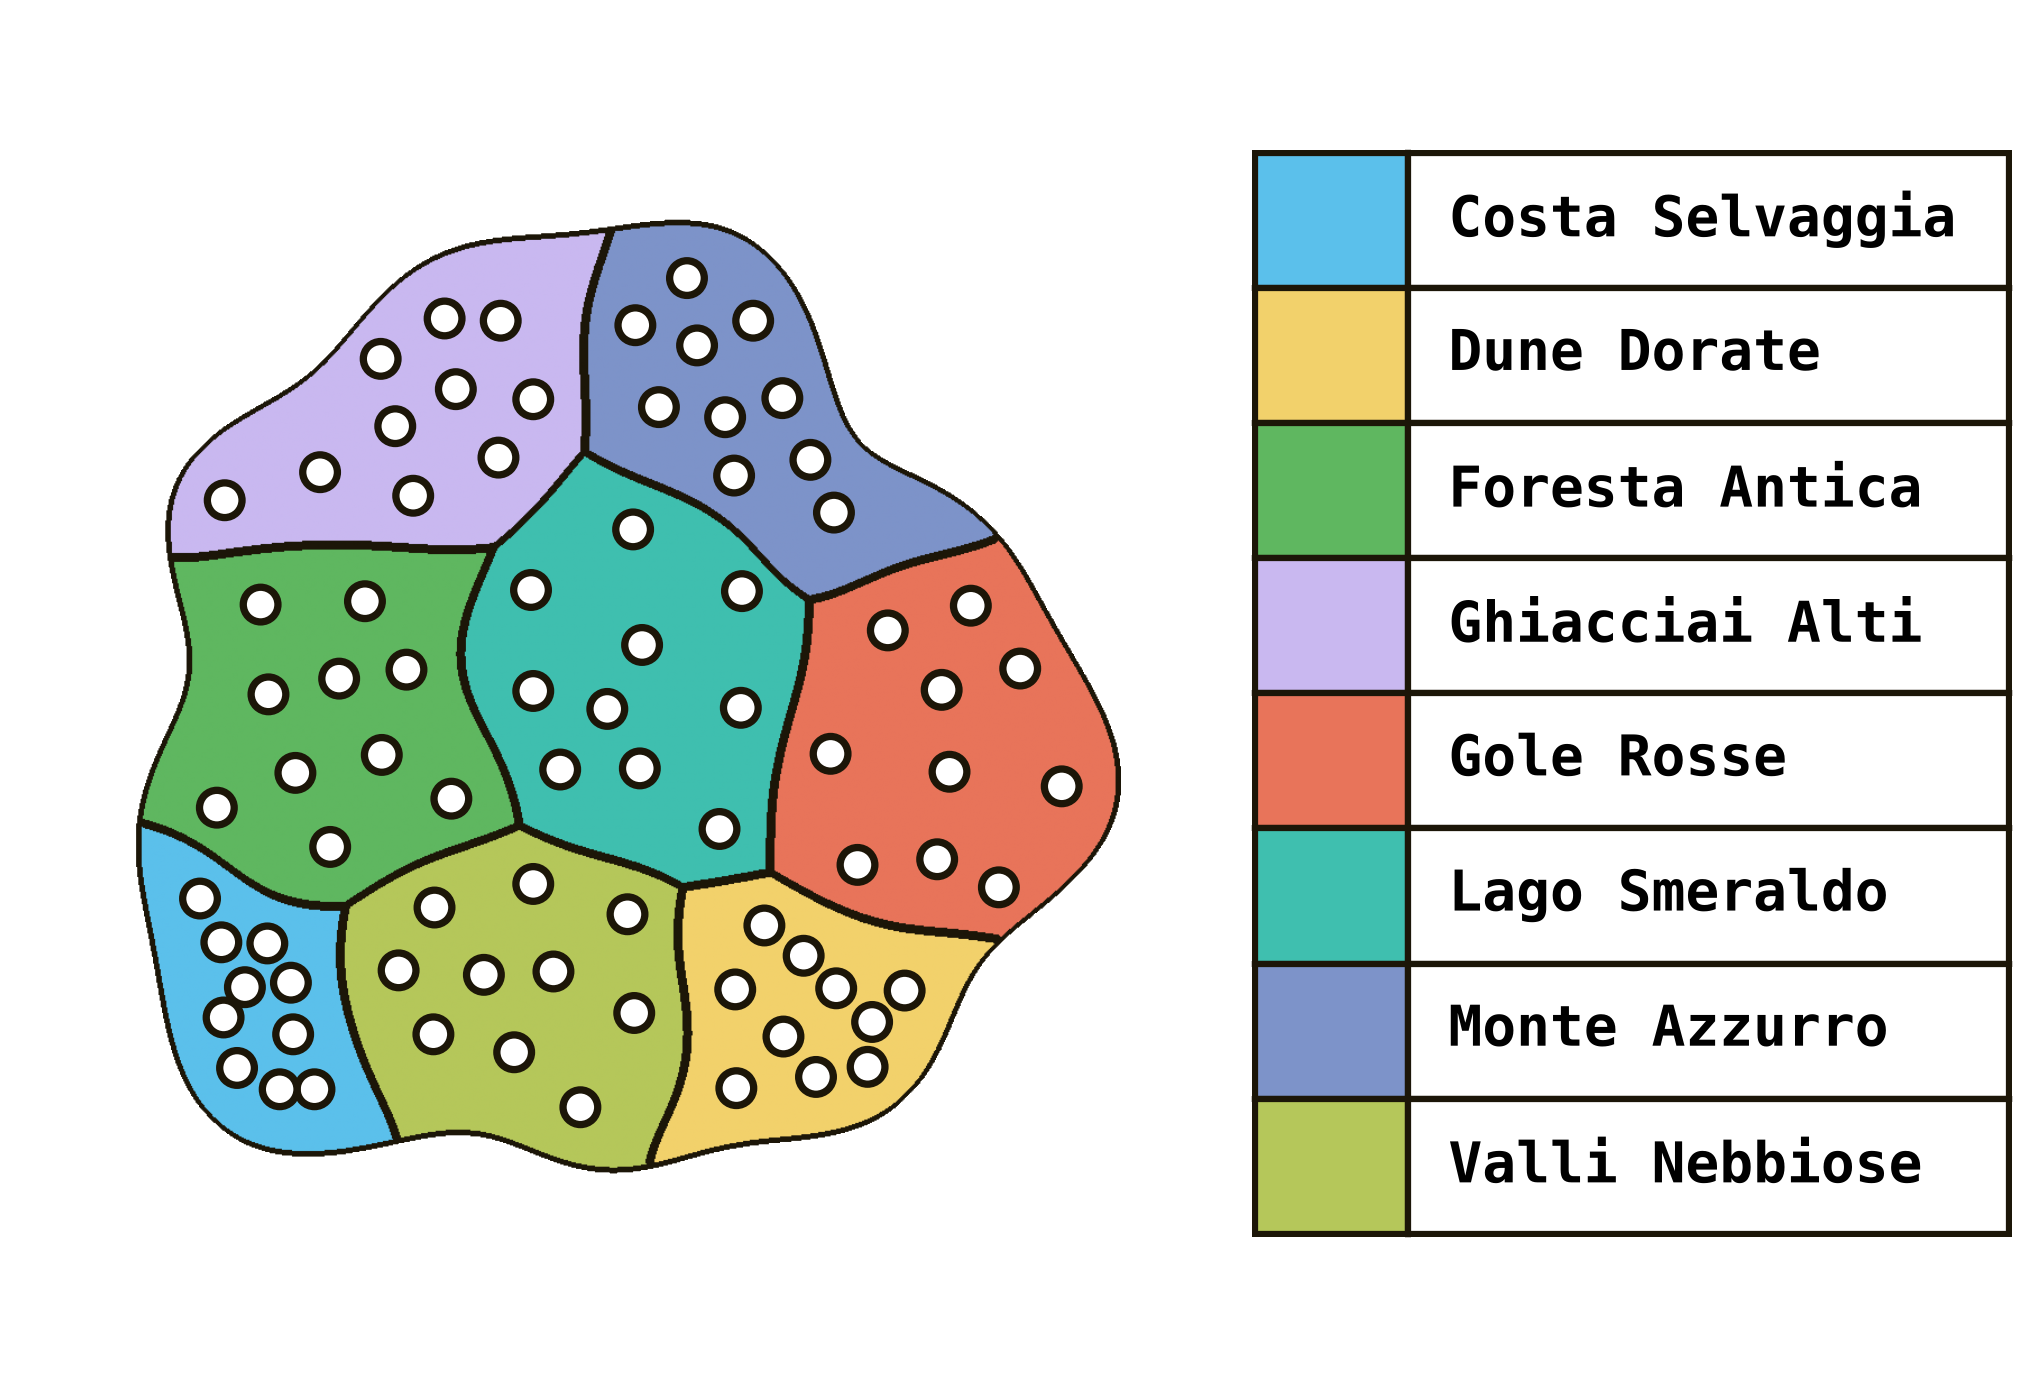 Costa Selvaggia
Dune Dorate
Foresta Antica
Ghiacciai Alti
Gole Rosse
Lago Smeraldo
Monte Azzurro
Valli Nebbiose